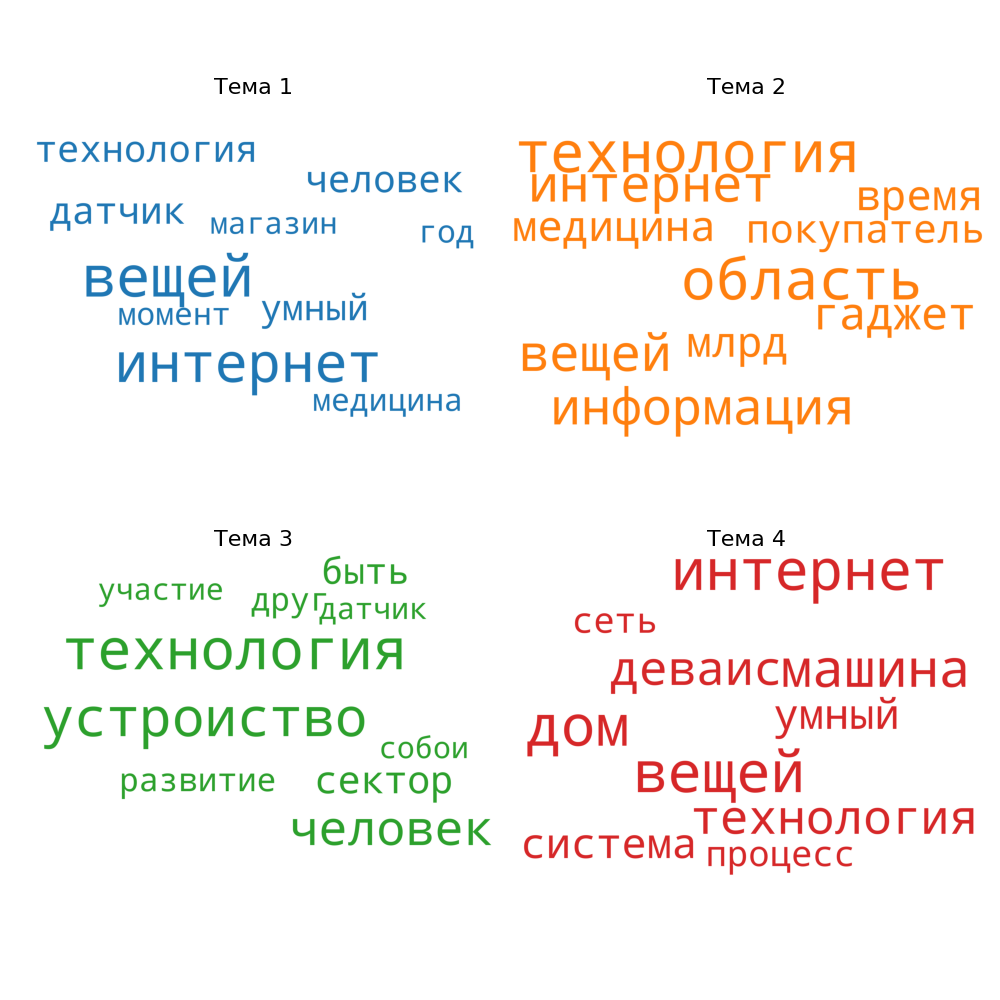 Тема 1
технология
человек
датчик
магазин
год
вещей
момент
умный
интернет
медицина
Тема 2
технология
интернет
время
медицина
покупатель
область
гаджет
вещей
млрд
информация
Тема 3
быть
участие
друг
датчик
технология
устроиство
собои
развитие
сектор
человек
Тема 4
интернет
сеть
деваис
машина
дом
умный
вещей
технология
система
процесс